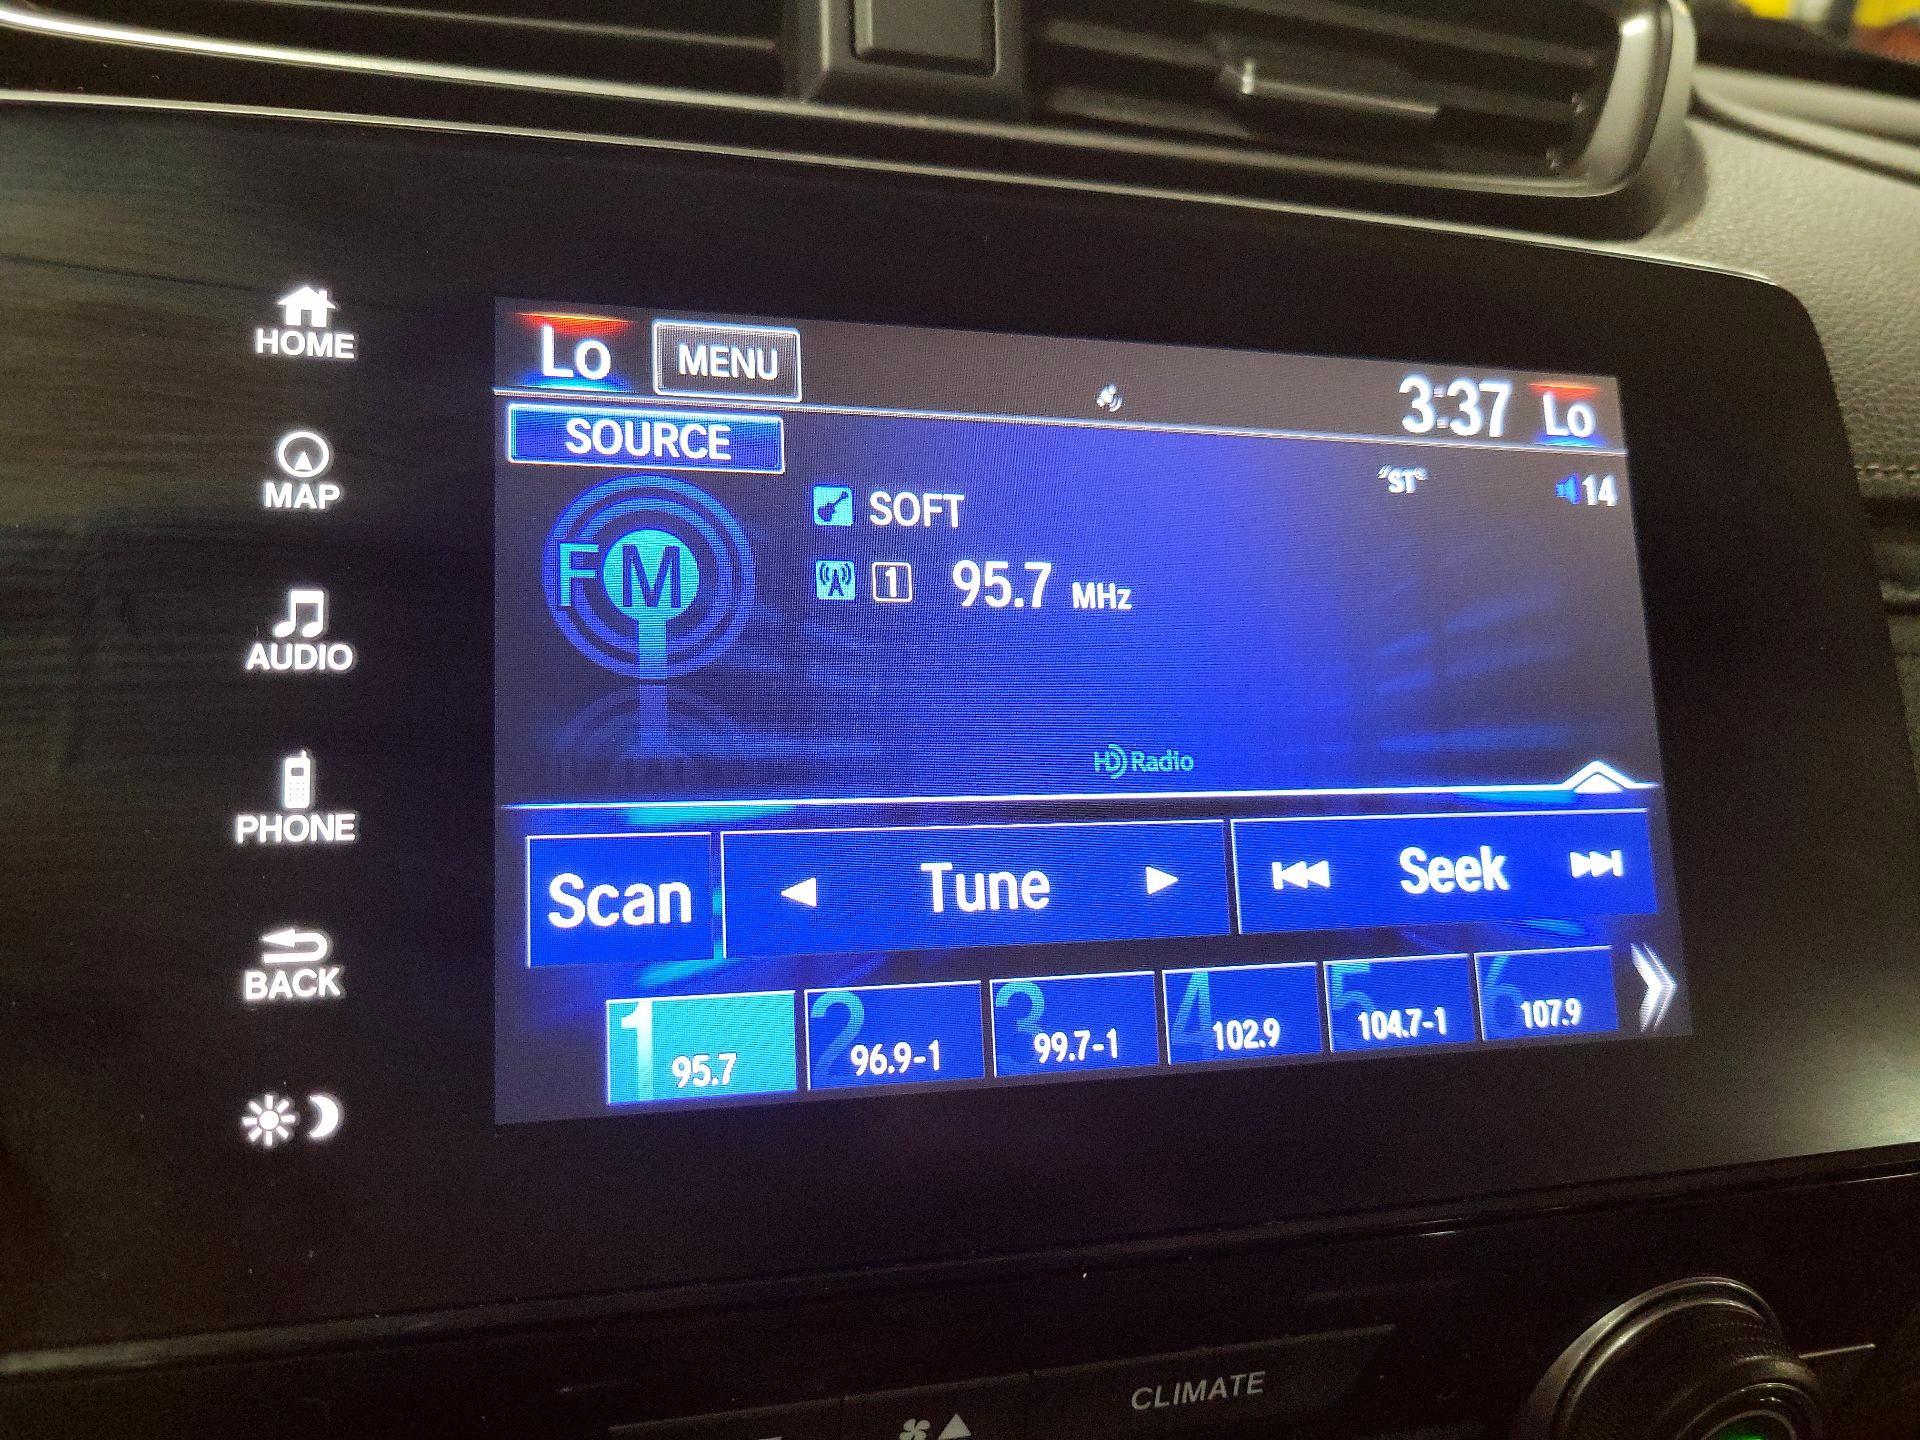 HOME
MAP
AUDIO
PHONE
BACK
Lo MENU 3:37 Lo
SOURCE
"ST" 14
FM
SOFT
1 95.7 MHz
HD Radio
Scan Tune Seek
1 95.7
2 96.9-1
3 99.7-1
4 102.9
5 104.7-1
6 107.9
CLIMATE